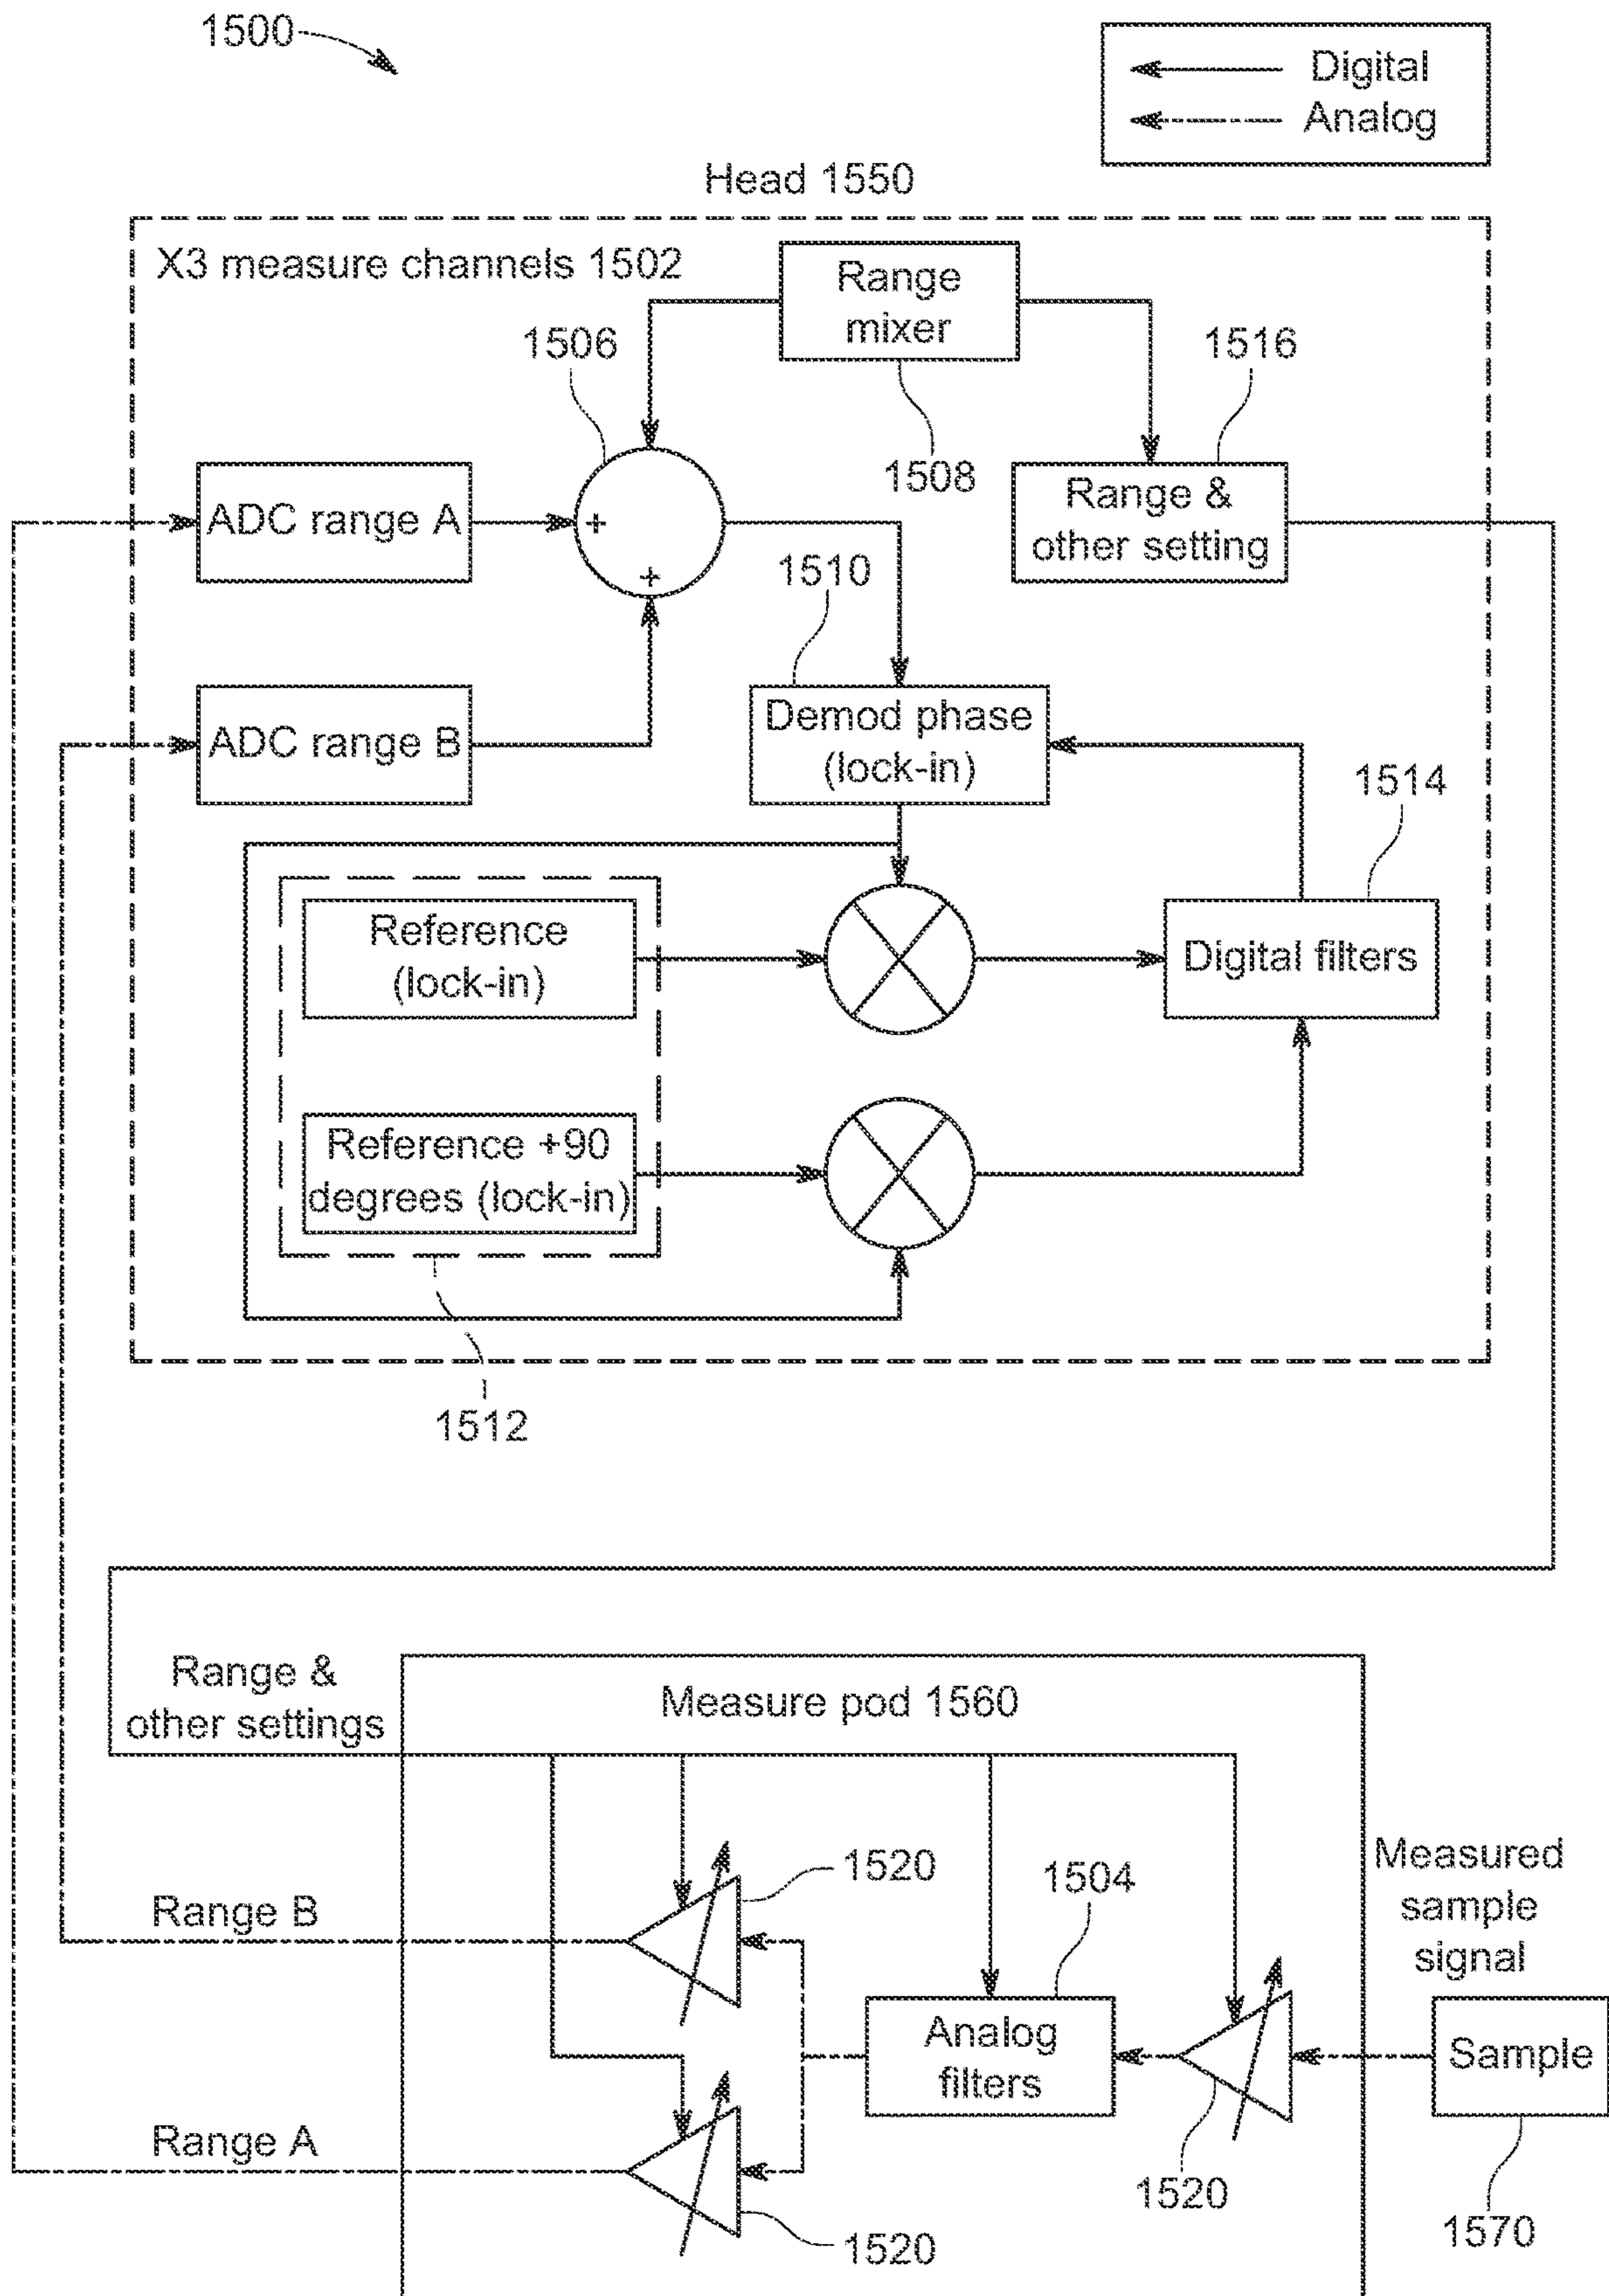 1500
Digital
Analog
Head 1550
X3 measure channels 1502
Range
mixer
1506
1516
1508
ADC range A
+
+
Range &
other setting
1510
ADC range B
Demod phase
(lock-in)
1514
Reference
(lock-in)
Digital filters
Reference +90
degrees (lock-in)
1512
Range &
other settings
Measure pod 1560
1520
1504
Measured
sample
signal
Range B
Analog
filters
Sample
Range A
1520
1520
1570